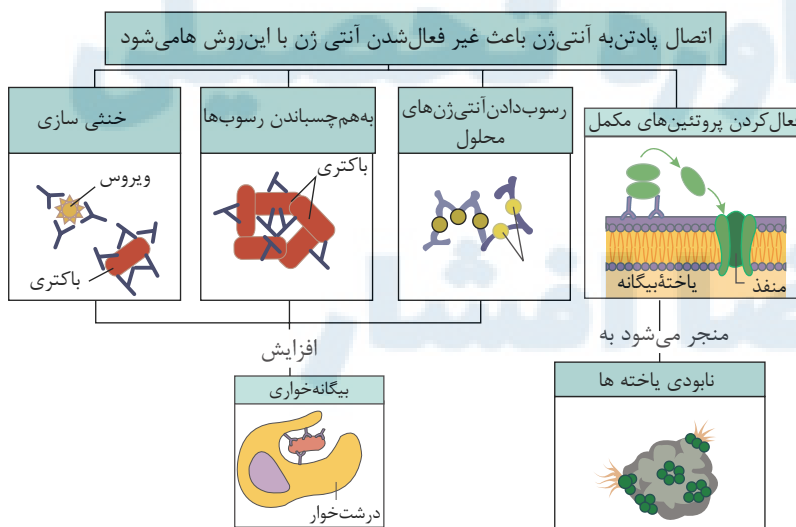 اتصال پادتن‌به آنتی‌ژن باعث غیر فعال‌شدن آنتی ژن با این‌روش هامی‌شود
خنثی سازی
به‌هم‌چسباندن رسوب‌ها
رسوب‌دادن‌آنتی‌ژن‌های
محلول
فعال‌کردن پروتئین‌های مکمل
ویروس
باکتری
باکتری
یاختهٔ‌بیگانه
منفذ
افزایش
منجر می‌شود به
بیگانه‌خواری
نابودی یاخته ها
درشت‌خوار